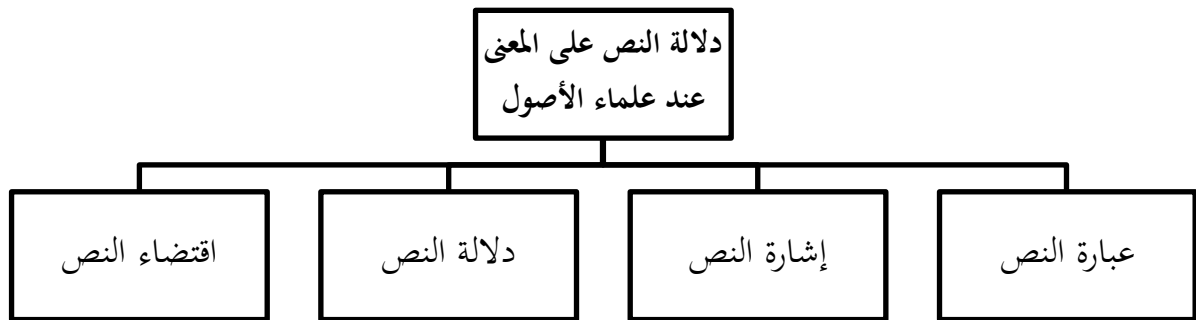 دلالة النص على المعنى
عند علماء الأصول
عبارة النص
إشارة النص
دلالة النص
اقتضاء النص